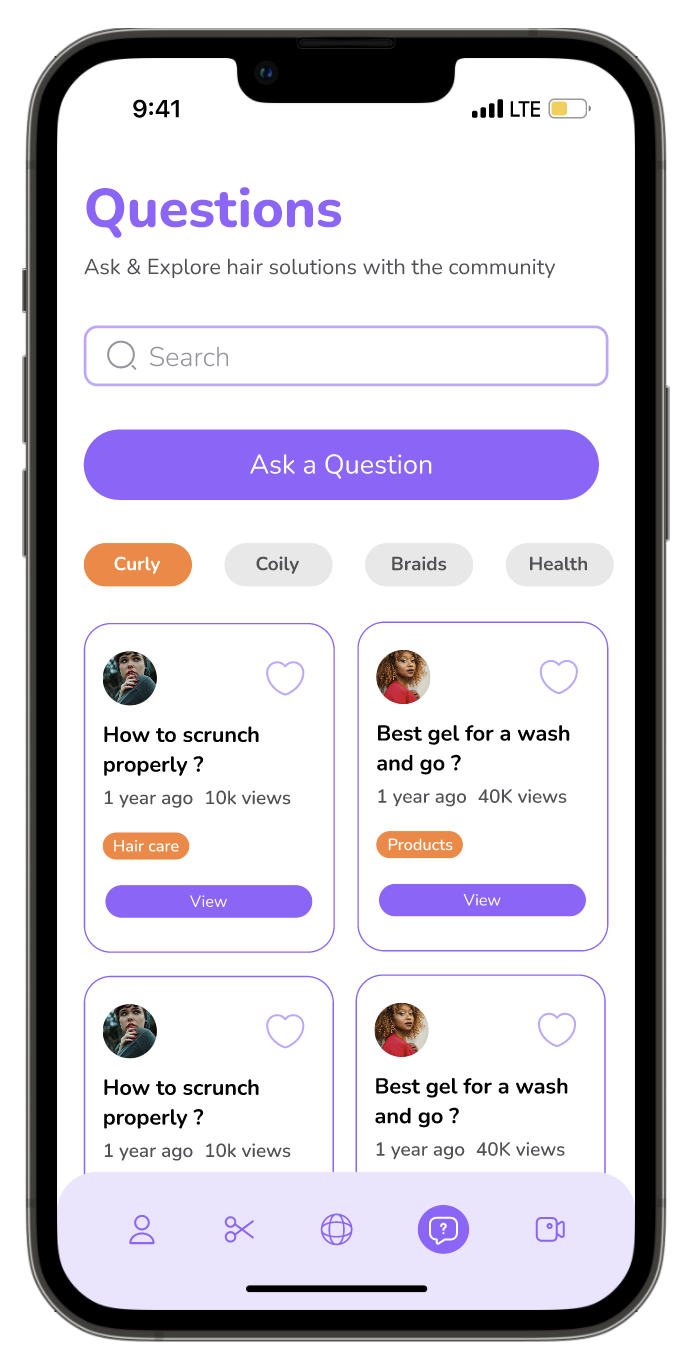 9:41 LTE
Questions
Ask & Explore hair solutions with the community
Search
Ask a Question
Curly Coily Braids Health
How to scrunch
properly ?
1 year ago 10k views
Hair care
View
Best gel for a wash
and go ?
1 year ago 40K views
Products
View
How to scrunch
properly ?
1 year ago 10k views
Best gel for a wash
and go ?
1 year ago 40K views
?